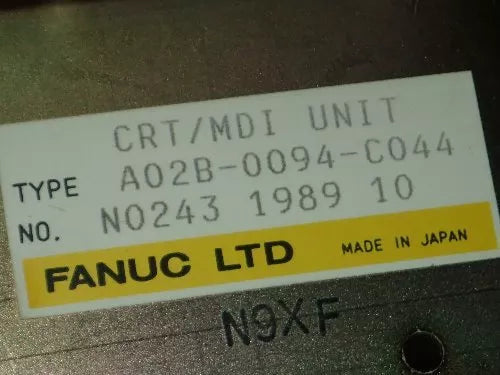 CRT/MDI UNIT
TYPE A02B-0094-C044
NO. N0243 1989 10
FANUC LTD MADE IN JAPAN
N9XF